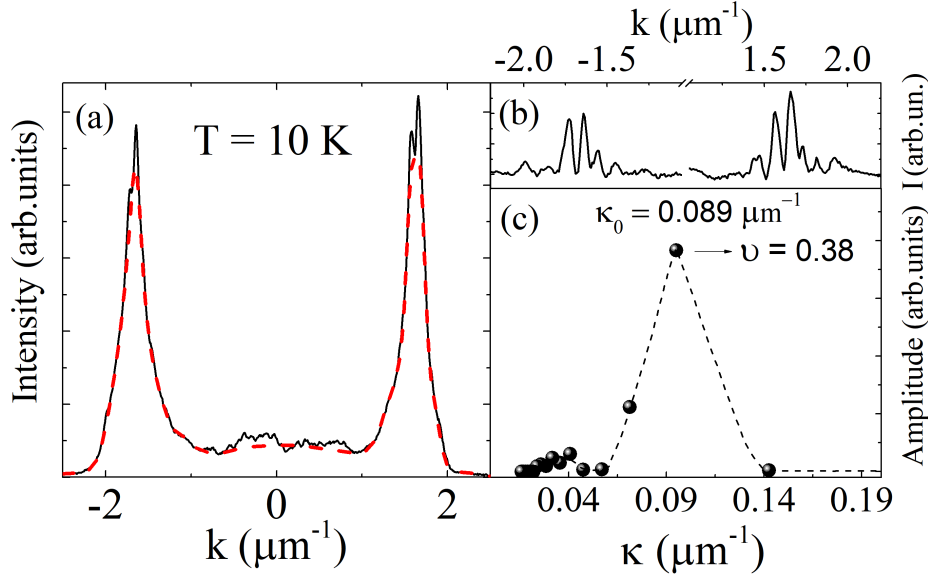 k (μm⁻¹)
-2.0 -1.5 1.5 2.0
(a)
T = 10 K
(b)
I (arb.un.)
Intensity (arb.units)
(c)
κ₀ = 0.089 μm⁻¹
υ = 0.38
Amplitude (arb.units)
-2 0 2
k (μm⁻¹)
0.04 0.09 0.14 0.19
κ (μm⁻¹)